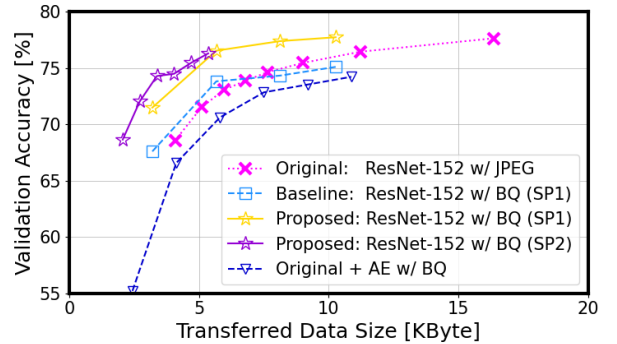 80
75
70
65
60
55
Validation Accuracy [%]
Original: ResNet-152 w/ JPEG
Baseline: ResNet-152 w/ BQ (SP1)
Proposed: ResNet-152 w/ BQ (SP1)
Proposed: ResNet-152 w/ BQ (SP2)
Original + AE w/ BQ
0 5 10 15 20
Transferred Data Size [KByte]